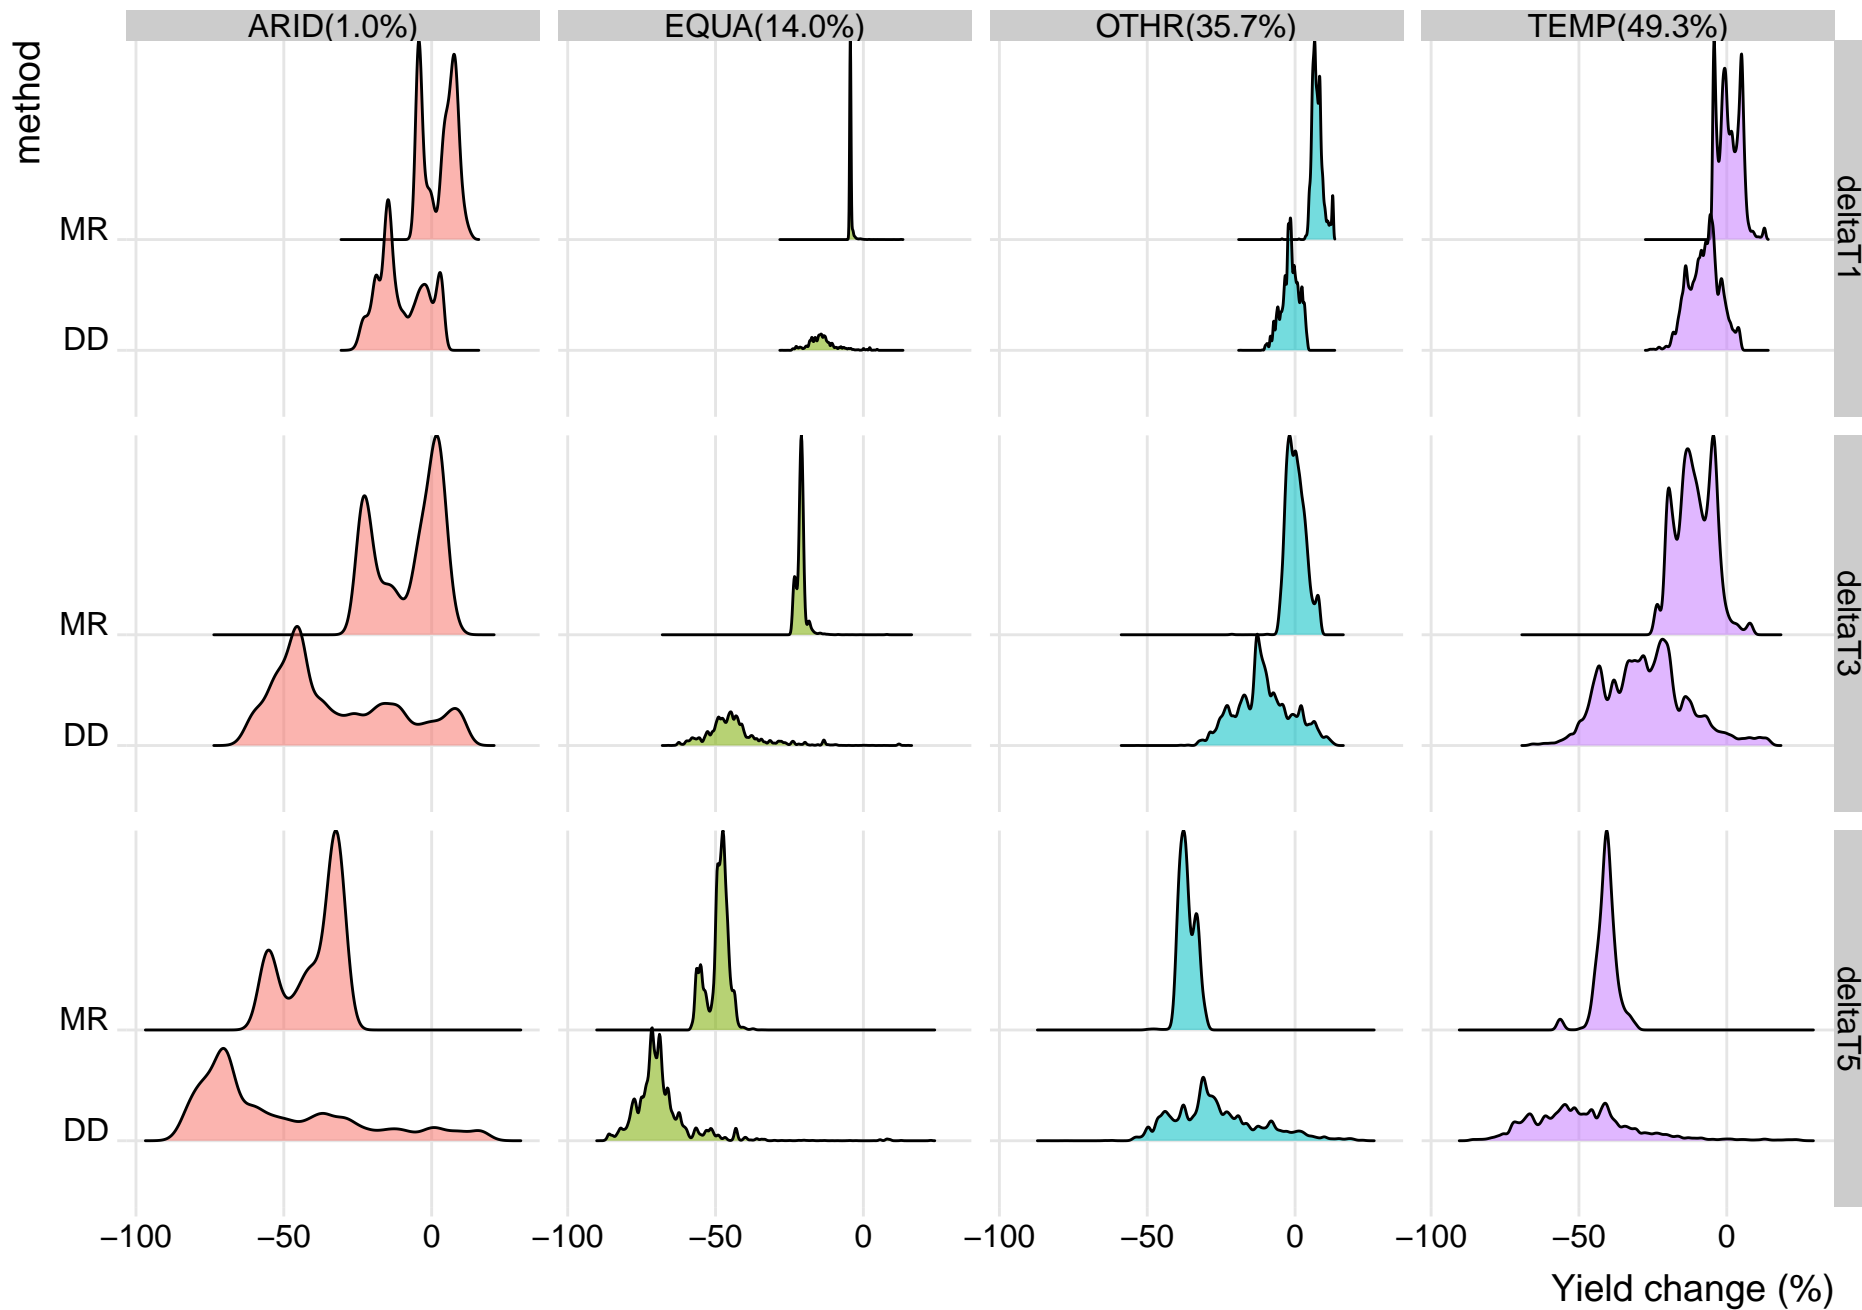 ARID(1.0%) EQUA(14.0%) OTHR(35.7%) TEMP(49.3%)
method
MR
DD
deltaT1
MR
DD
deltaT3
MR
DD
deltaT5
−100 −50 0 −100 −50 0 −100 −50 0 −100 −50 0
Yield change (%)